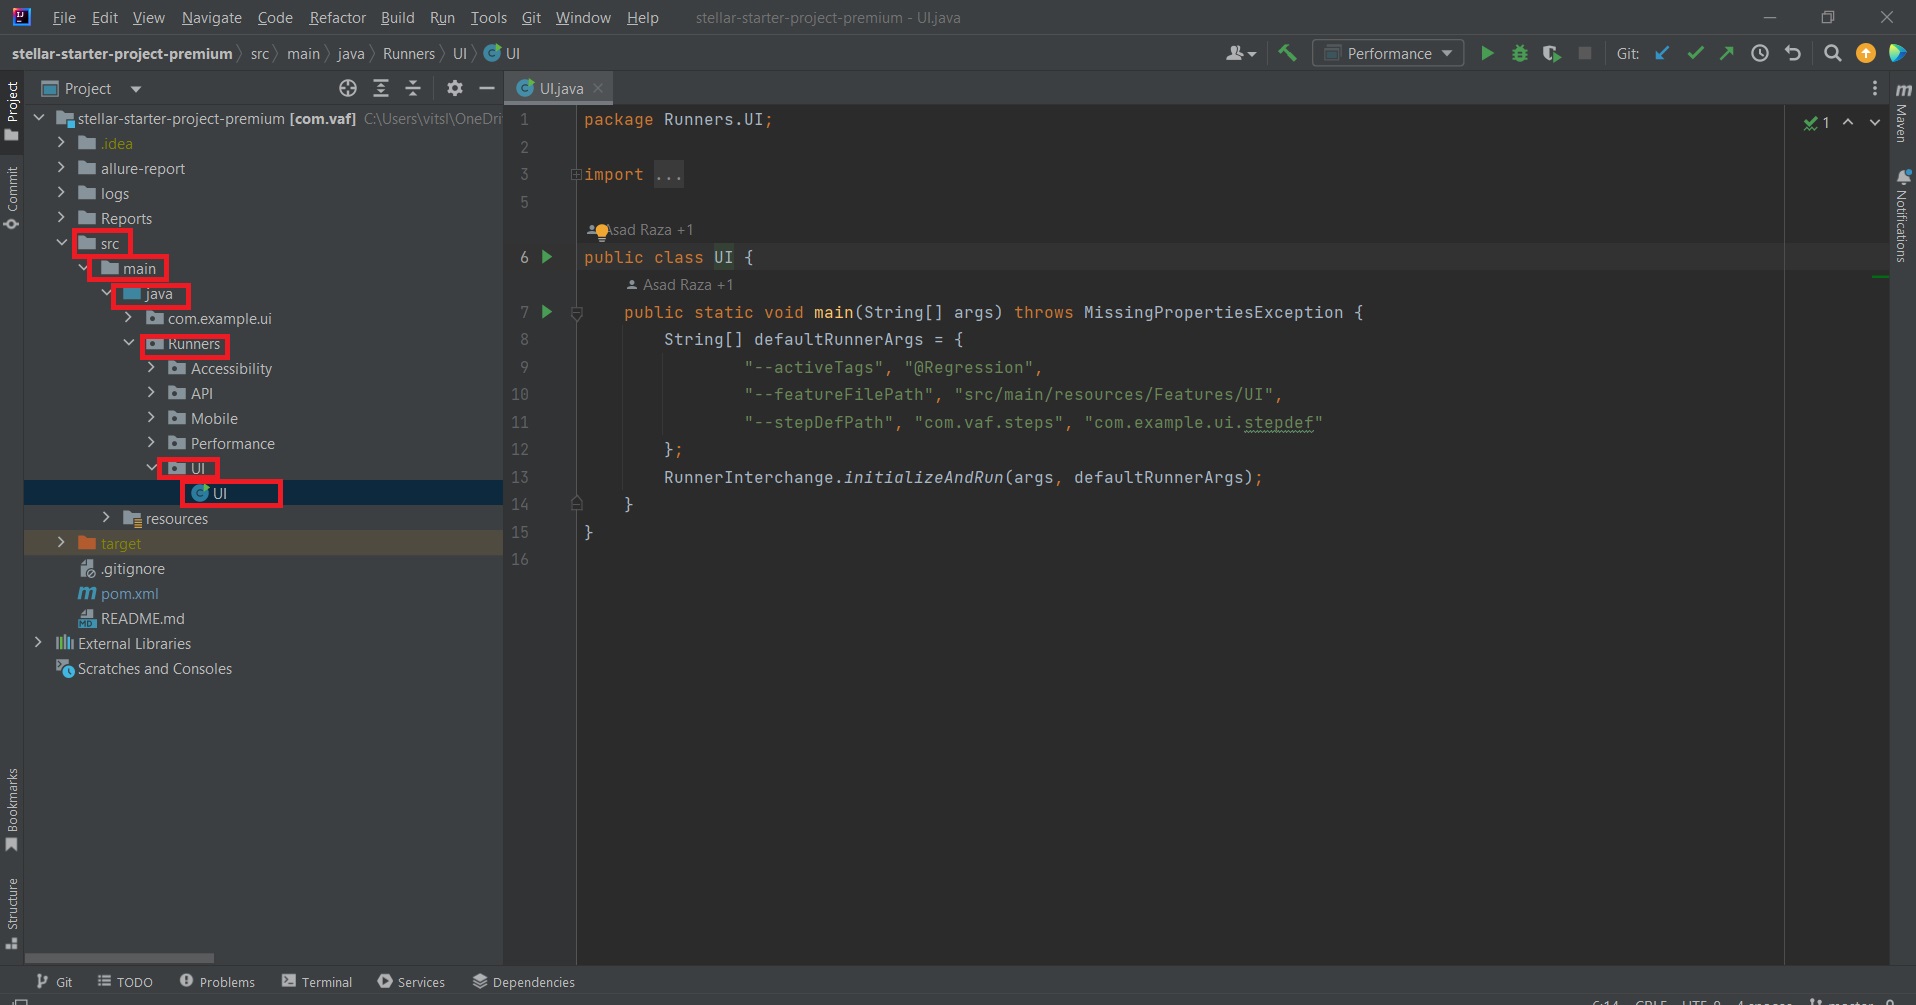 File Edit View Navigate Code Refactor Build Run Tools Git Window Help stellar-starter-project-premium - UI.java
stellar-starter-project-premium src main java Runners UI UI Performance Git:
Project
UI.java
Project
Commit
Bookmarks
Structure
stellar-starter-project-premium [com.vaf] C:\Users\vitsl\OneDri
.idea
allure-report
logs
Reports
src
main
java
com.example.ui
Runners
Accessibility
API
Mobile
Performance
UI
UI
resources
target
.gitignore
pom.xml
README.md
External Libraries
Scratches and Consoles
1 package Runners.UI;
2
3 import ...
5
Asad Raza +1
6 public class UI {
Asad Raza +1
7 public static void main(String[] args) throws MissingPropertiesException {
8 String[] defaultRunnerArgs = {
9 "--activeTags", "@Regression",
10 "--featureFilePath", "src/main/resources/Features/UI",
11 "--stepDefPath", "com.vaf.steps", "com.example.ui.stepdef"
12 };
13 RunnerInterchange.initializeAndRun(args, defaultRunnerArgs);
14 }
15 }
16
1
Maven
Notifications
Git TODO Problems Terminal Services Dependencies